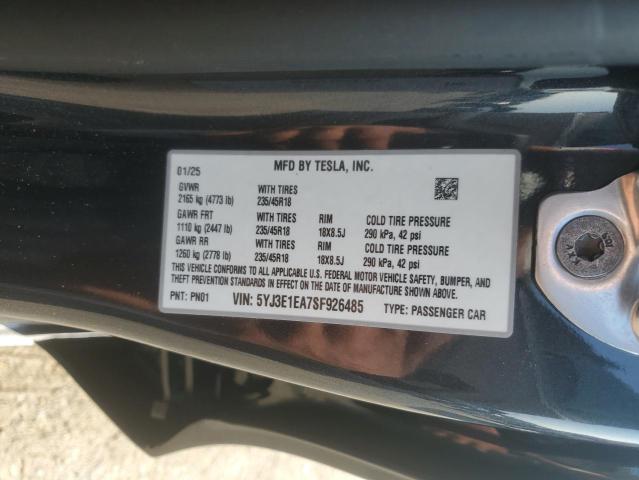 01/25 MFD BY TESLA, INC.
GVWR WITH TIRES
2165 kg (4773 lb) 235/45R18
GAWR FRT WITH TIRES RIM COLD TIRE PRESSURE
1110 kg (2447 lb) 235/45R18 18X8.5J 290 kPa, 42 psi
GAWR RR WITH TIRES RIM COLD TIRE PRESSURE
1260 kg (2778 lb) 235/45R18 18X8.5J 290 kPa, 42 psi
THIS VEHICLE CONFORMS TO ALL APPLICABLE U.S. FEDERAL MOTOR VEHICLE SAFETY, BUMPER, AND
THEFT PREVENTION STANDARDS IN EFFECT ON THE DATE OF MANUFACTURE SHOWN ABOVE.
PNT: PN01 VIN: 5YJ3E1EA7SF926485 TYPE: PASSENGER CAR